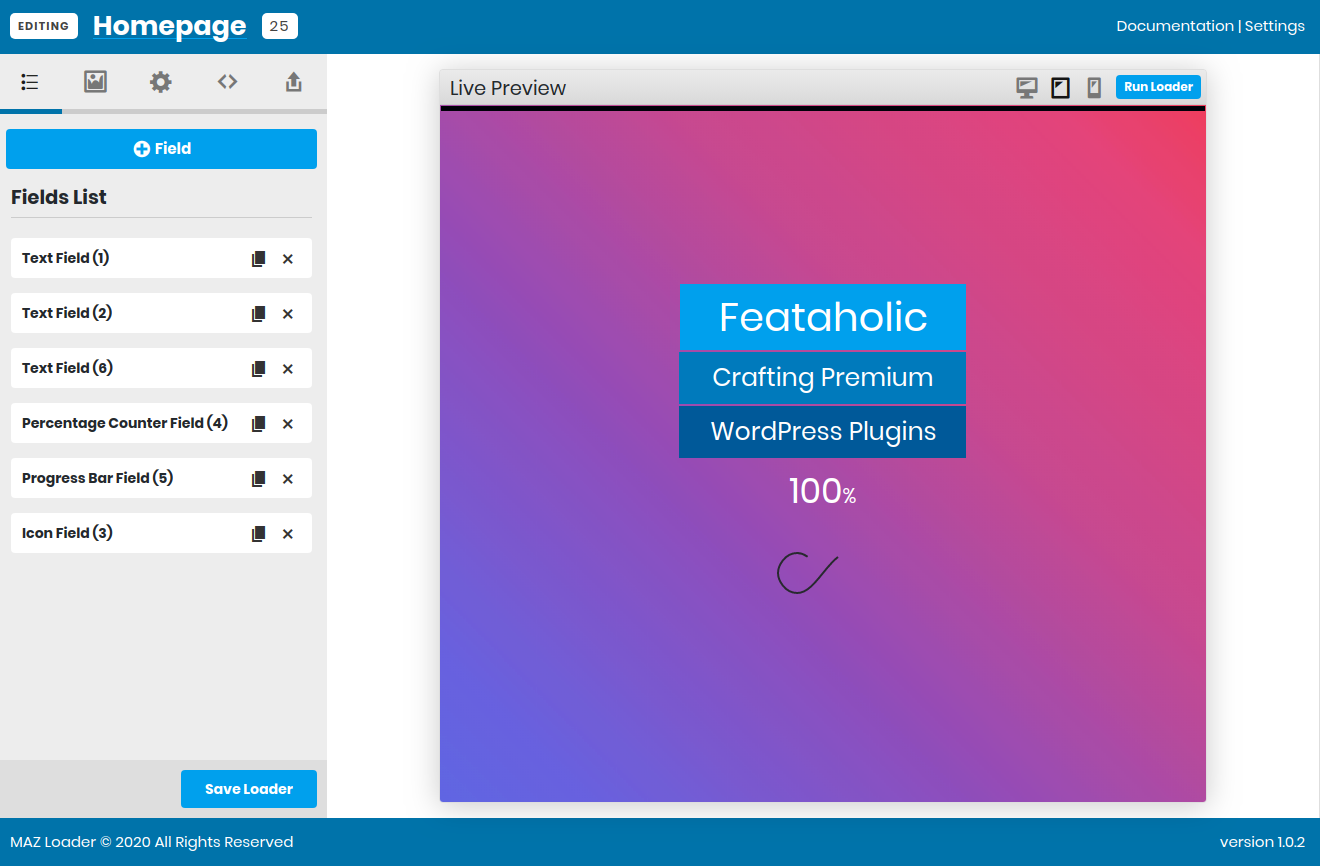 EDITING Homepage 25 Documentation | Settings
Live Preview Run Loader
Field
Fields List
Text Field (1)
Text Field (2)
Text Field (6)
Percentage Counter Field (4)
Progress Bar Field (5)
Icon Field (3)
Save Loader
Feataholic
Crafting Premium
WordPress Plugins
100%
MAZ Loader © 2020 All Rights Reserved version 1.0.2